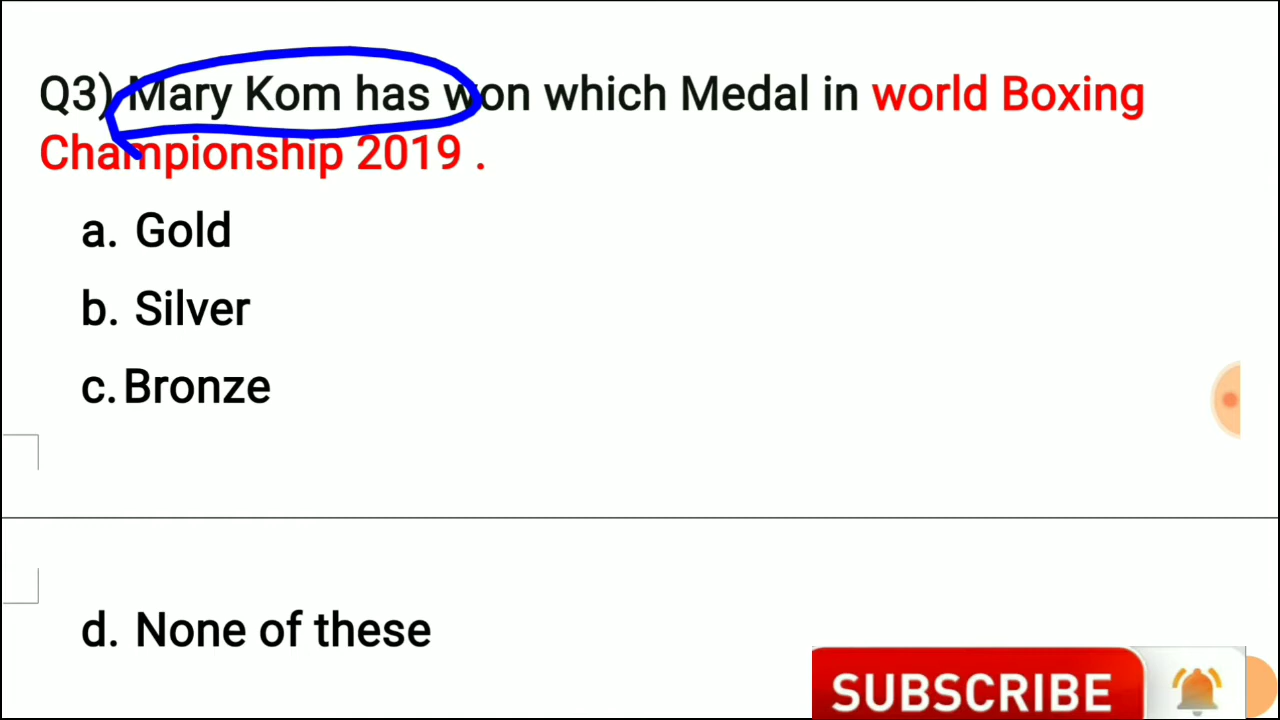 Q3) Mary Kom has won which Medal in world Boxing
Championship 2019 .
a. Gold
b. Silver
c. Bronze
d. None of these
SUBSCRIBE